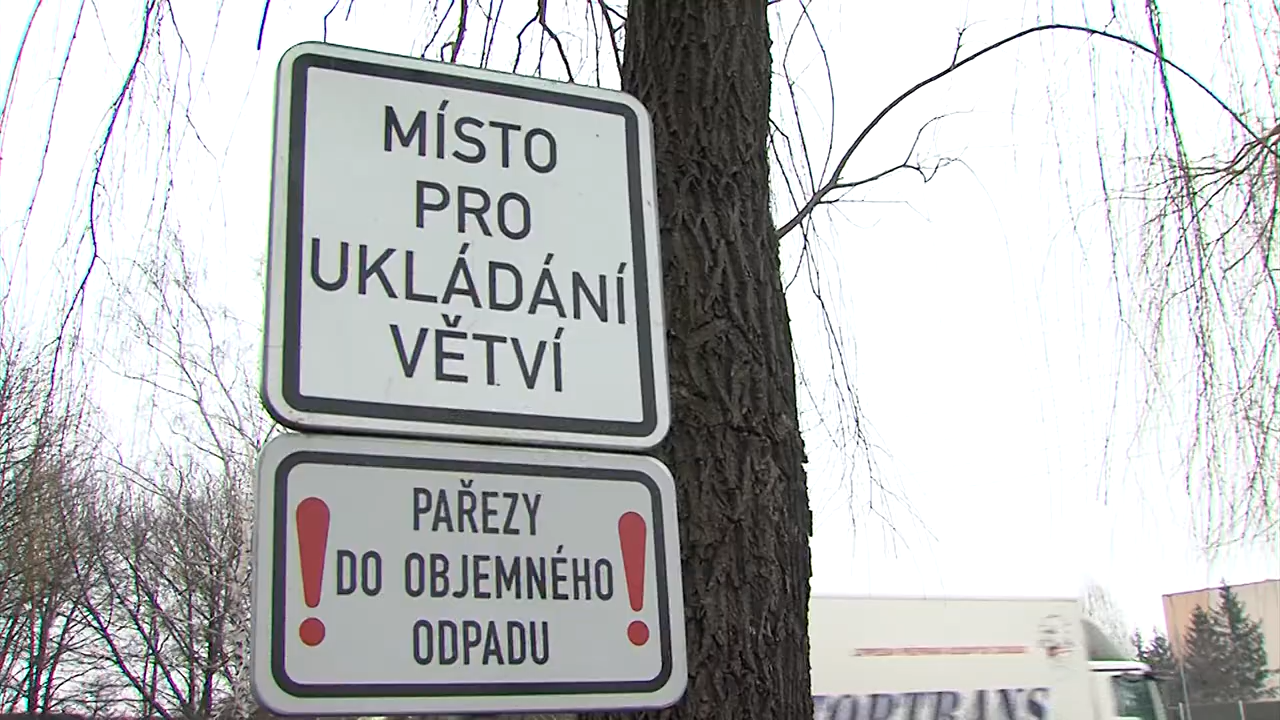 MÍSTO
PRO
UKLÁDÁNÍ
VĚTVÍ
PAŘEZY
DO OBJEMNÉHO
ODPADU